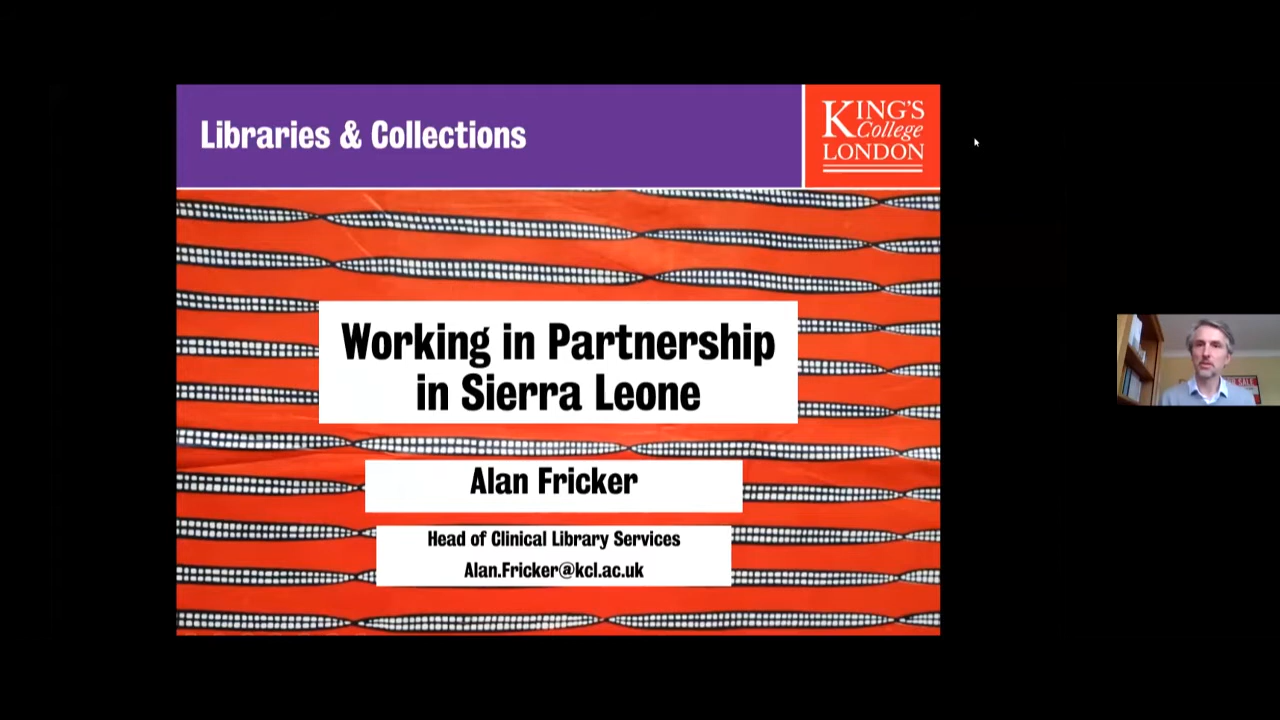 Libraries & Collections
KING'S
College
LONDON
Working in Partnership
in Sierra Leone
Alan Fricker
Head of Clinical Library Services
Alan.Fricker@kcl.ac.uk
SALE